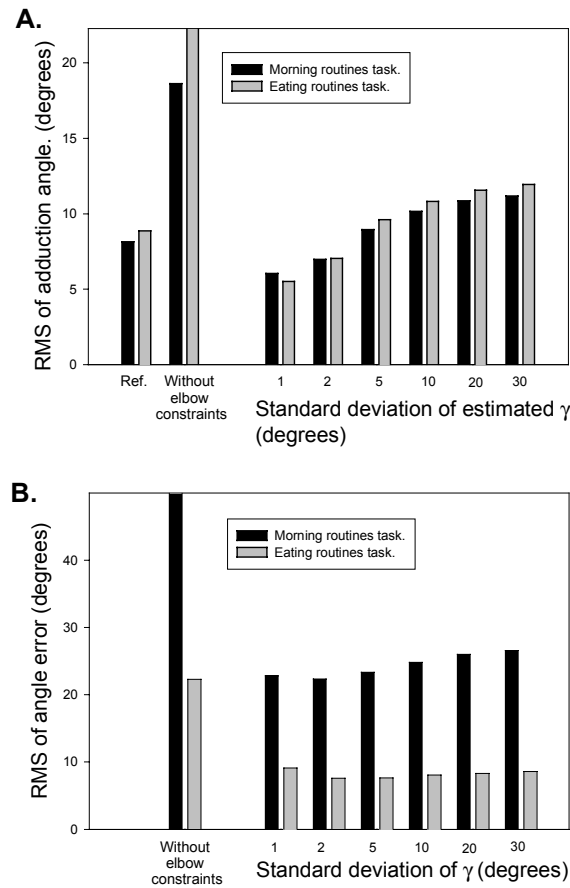 A.
RMS of adduction angle. (degrees)
20
15
10
5
0
Morning routines task.
Eating routines task.
Ref.
Without
elbow
constraints
1 2 5 10 20 30
Standard deviation of estimated γ
(degrees)
B.
RMS of angle error (degrees)
40
30
20
10
0
Morning routines task.
Eating routines task.
Without
elbow
constraints
1 2 5 10 20 30
Standard deviation of γ (degrees)